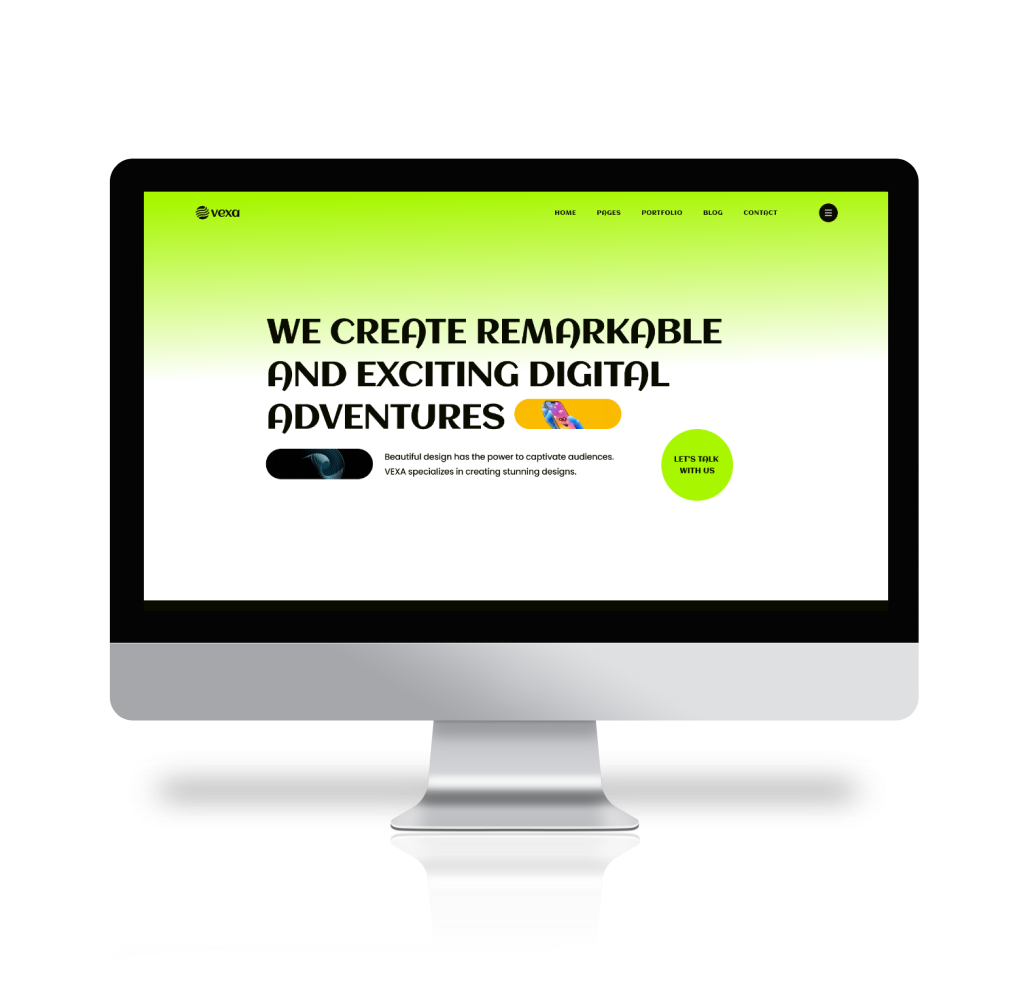 vexa
HOME PAGES PORTFOLIO BLOG CONTACT
WE CREATE REMARKABLE
AND EXCITING DIGITAL
ADVENTURES
Beautiful design has the power to captivate audiences.
VEXA specializes in creating stunning designs.
LET'S TALK
WITH US